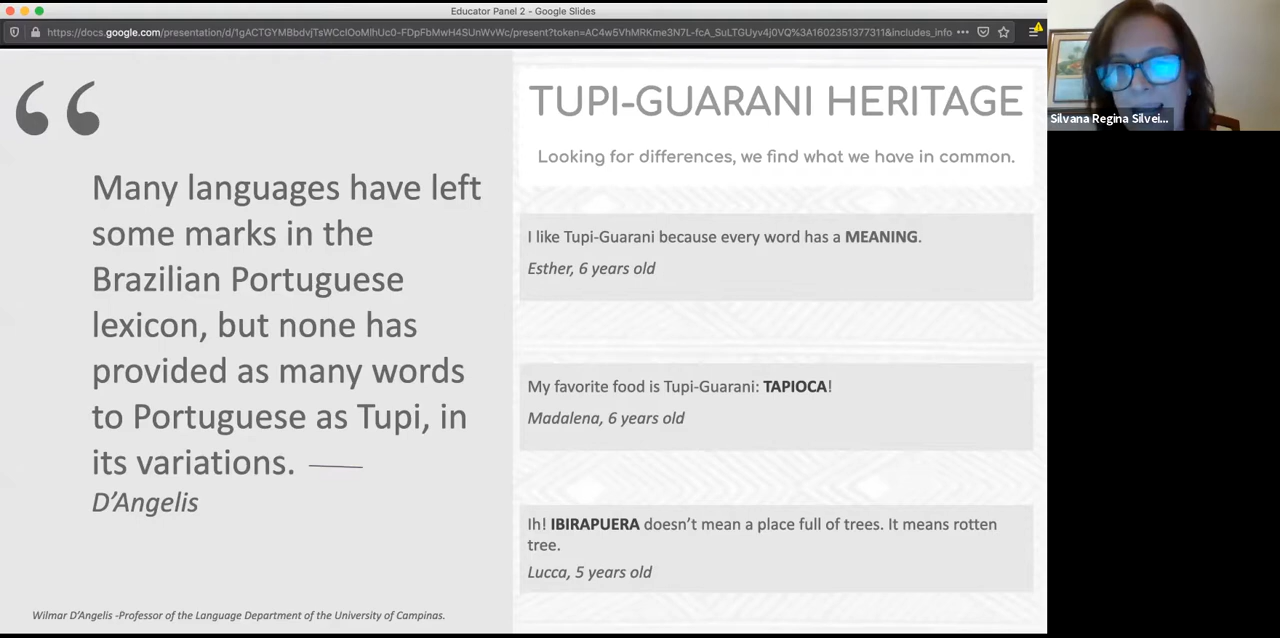 Educator Panel 2 - Google Slides
“
Many languages have left
some marks in the
Brazilian Portuguese
lexicon, but none has
provided as many words
to Portuguese as Tupi, in
its variations. —
D’Angelis
Wilmar D’Angelis -Professor of the Language Department of the University of Campinas.
TUPI-GUARANI HERITAGE
Looking for differences, we find what we have in common.
I like Tupi-Guarani because every word has a MEANING.
Esther, 6 years old
My favorite food is Tupi-Guarani: TAPIOCA!
Madalena, 6 years old
Ih! IBIRAPUERA doesn’t mean a place full of trees. It means rotten
tree.
Lucca, 5 years old
Silvana Regina Silvei...